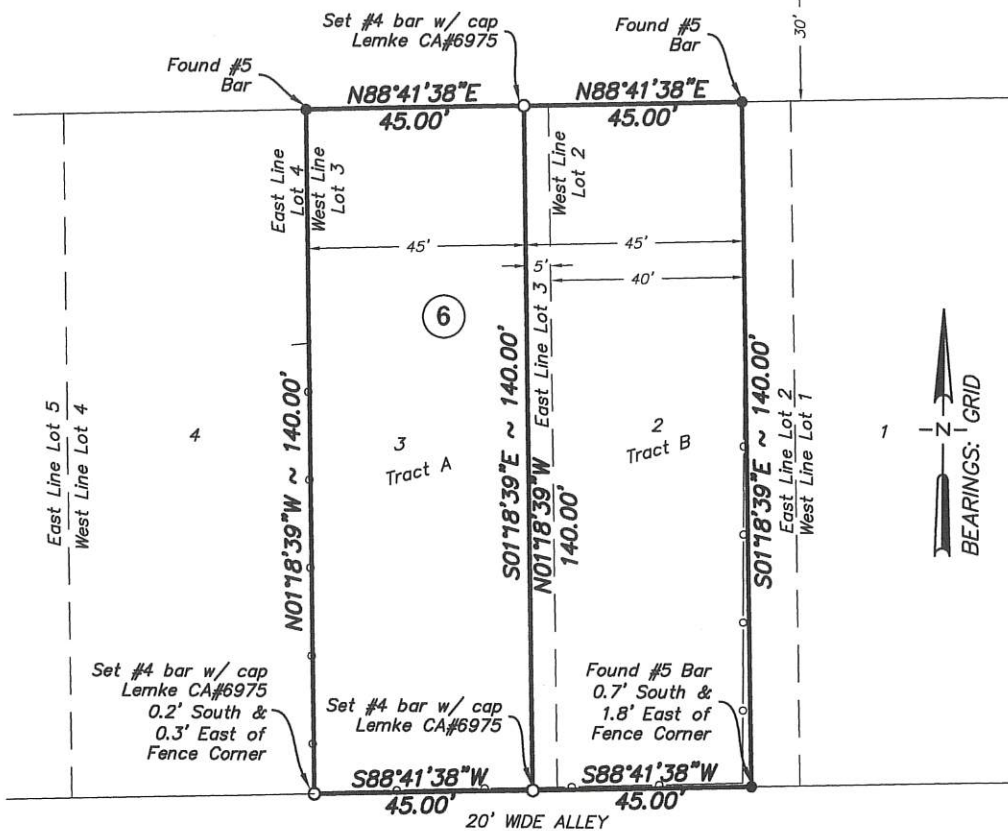 Set #4 bar w/ cap
Lemke CA#6975
Found #5
Bar
30'
Found #5
Bar
N88°41'38"E
45.00'
N88°41'38"E
45.00'
East Line
Lot 4
West Line
Lot 3
West Line
Lot 2
45'
45'
5'
40'
6
East Line Lot 5
West Line Lot 4
4
N01°18'39"W ~ 140.00'
3
Tract A
S01°18'39"E ~ 140.00'
N01°18'39"W
140.00'
East Line Lot 3
2
Tract B
S01°18'39"E ~ 140.00'
East Line Lot 2
West Line Lot 1
1
N
BEARINGS: GRID
Set #4 bar w/ cap
Lemke CA#6975
0.2' South &
0.3' East of
Fence Corner
Set #4 bar w/ cap
Lemke CA#6975
Found #5 Bar
0.7' South &
1.8' East of
Fence Corner
S88°41'38"W
45.00'
S88°41'38"W
45.00'
20' WIDE ALLEY